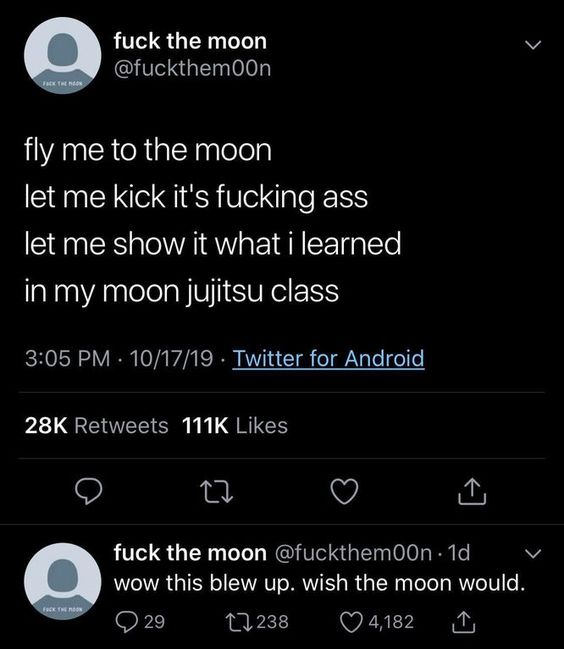 fuck the moon
@fuckthem00n
FUCK THE MOON
fly me to the moon
let me kick it's fucking ass
let me show it what i learned
in my moon jujitsu class
3:05 PM · 10/17/19 · Twitter for Android
28K Retweets 111K Likes
fuck the moon @fuckthem00n · 1d
wow this blew up. wish the moon would.
FUCK THE MOON
29 238 4,182